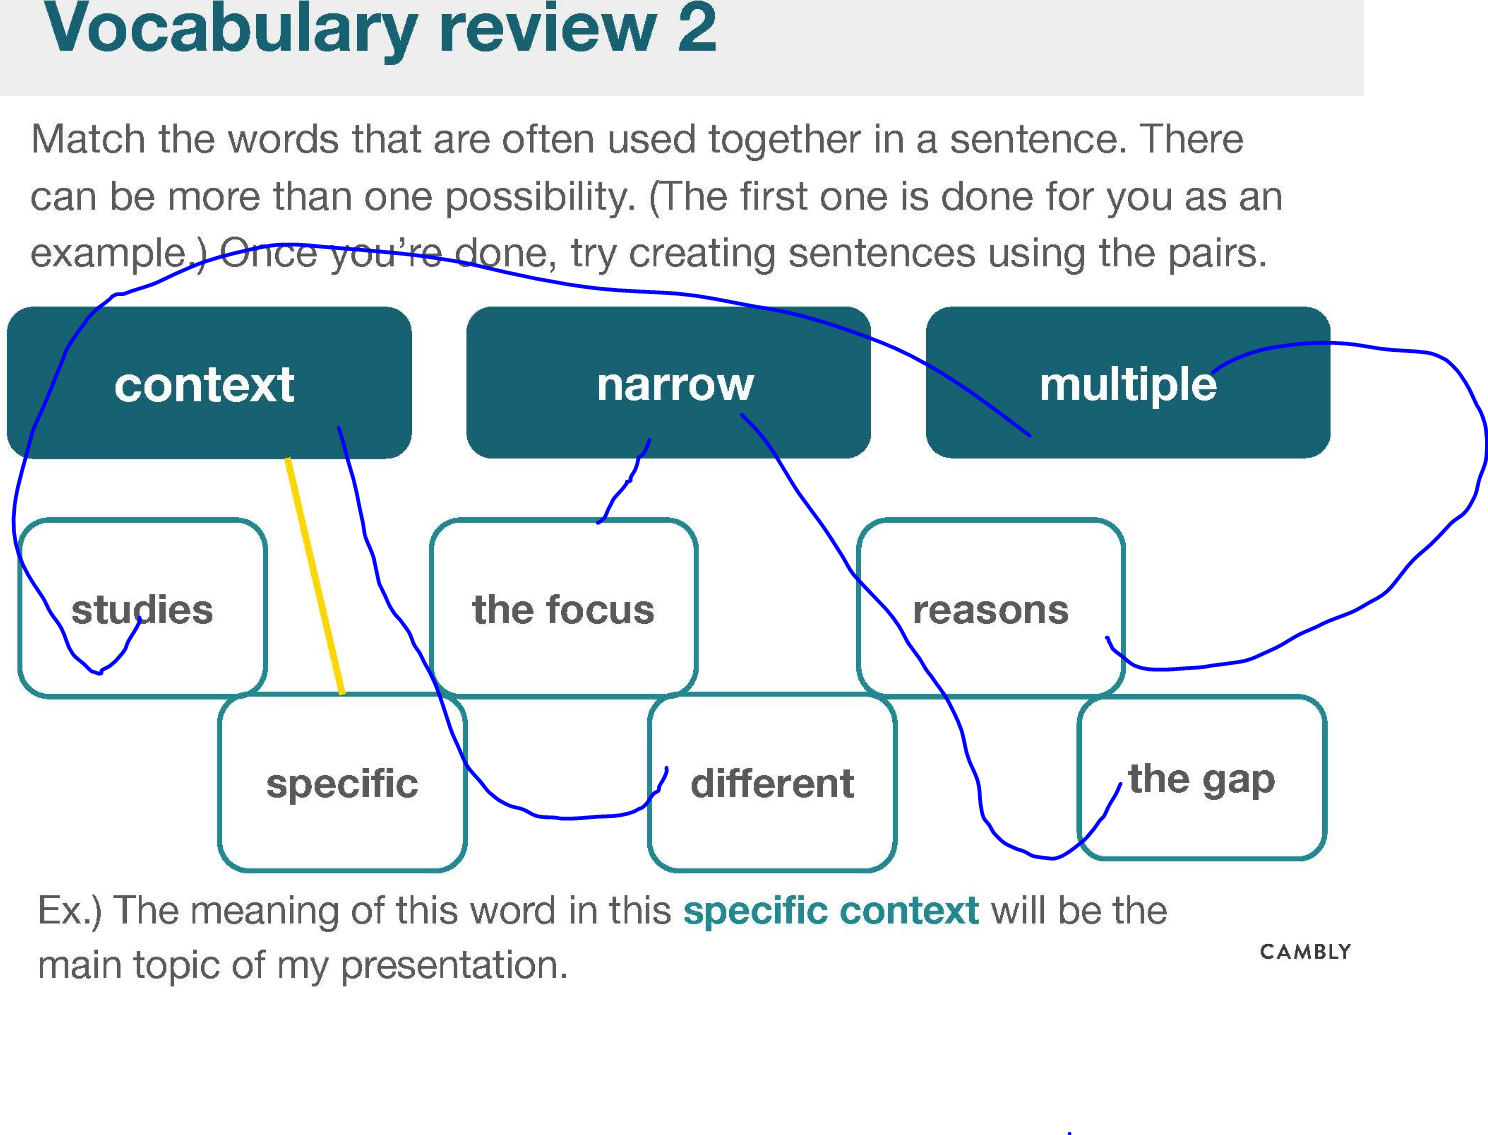 Vocabulary review 2
Match the words that are often used together in a sentence. There
can be more than one possibility. (The first one is done for you as an
example.) Once you're done, try creating sentences using the pairs.
context narrow multiple
studies the focus reasons
specific different the gap
Ex.) The meaning of this word in this specific context will be the
main topic of my presentation.
CAMBLY